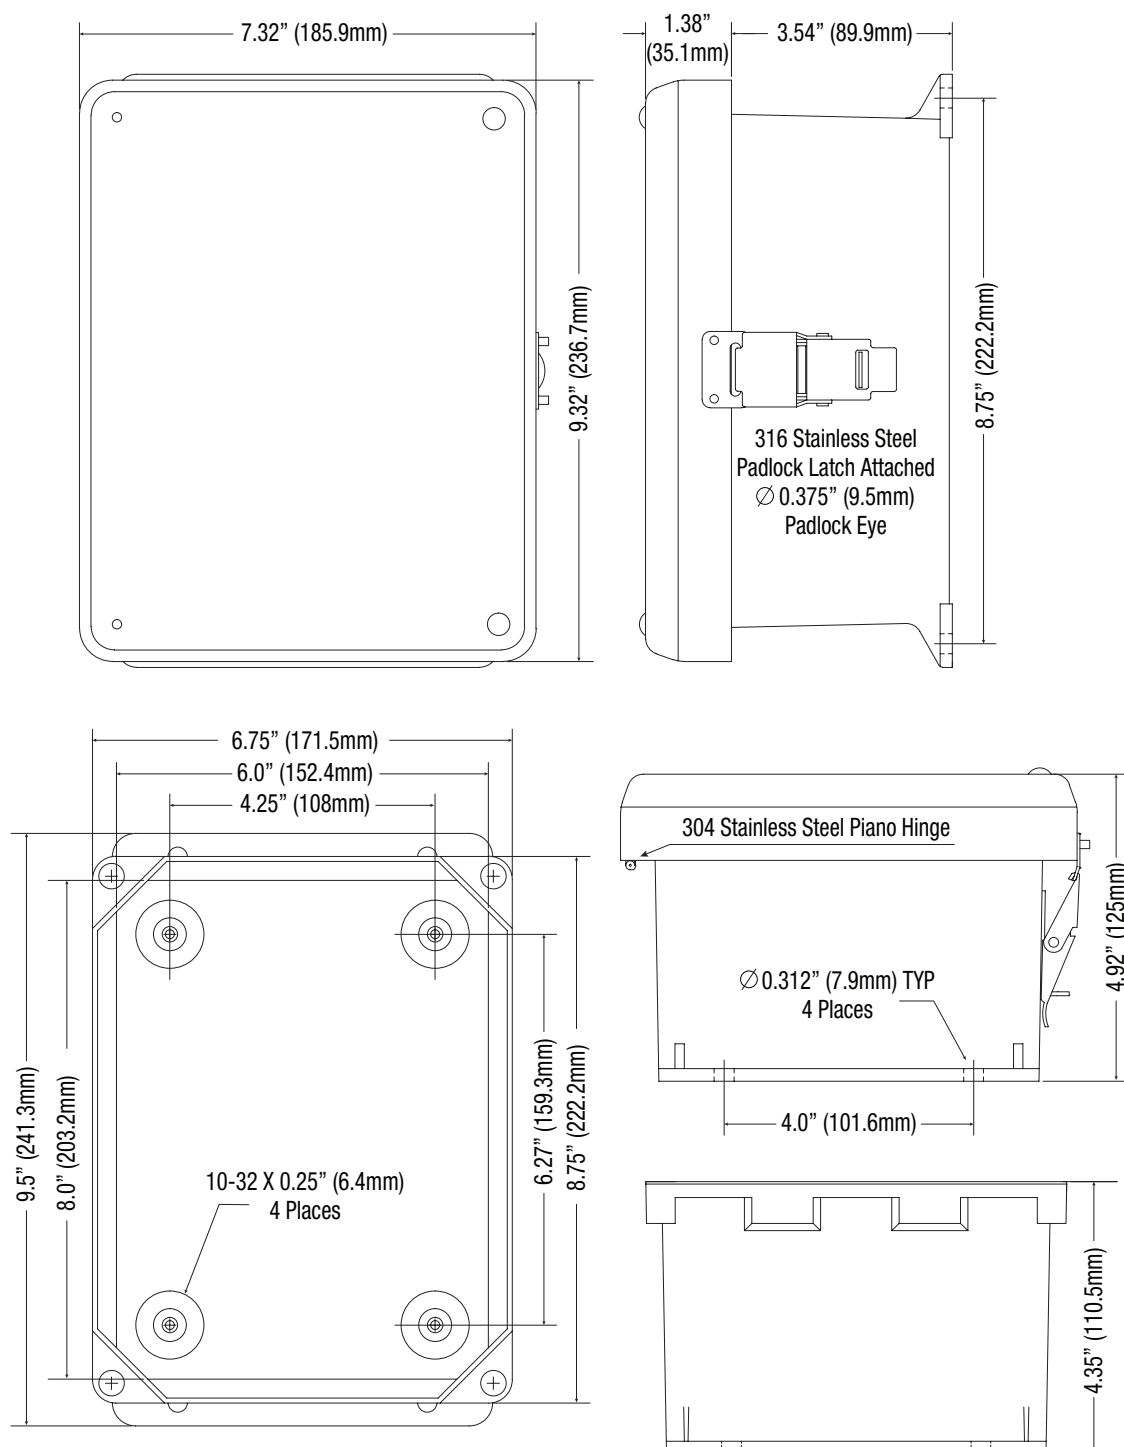 7.32” (185.9mm)
1.38”
(35.1mm)
3.54” (89.9mm)
9.32” (236.7mm)
8.75” (222.2mm)
316 Stainless Steel
Padlock Latch Attached
∅ 0.375” (9.5mm)
Padlock Eye
6.75” (171.5mm)
6.0” (152.4mm)
4.25” (108mm)
9.5” (241.3mm)
8.0” (203.2mm)
6.27” (159.3mm)
8.75” (222.2mm)
10-32 X 0.25” (6.4mm)
4 Places
304 Stainless Steel Piano Hinge
∅ 0.312” (7.9mm) TYP
4 Places
4.92” (125mm)
4.0” (101.6mm)
4.35” (110.5mm)